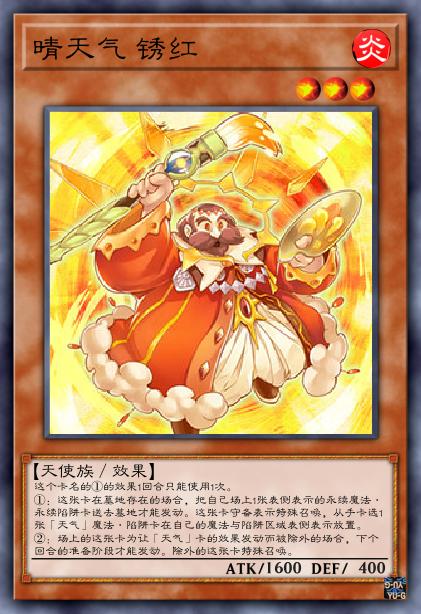 晴天气 锈红
炎
【天使族／效果】
这个卡名的①的效果1回合只能使用1次。
①：这张卡在墓地存在的场合，把自己场上1张表侧表示的永续魔法·
永续陷阱卡送去墓地才能发动。这张卡守备表示特殊召唤，从手卡选1
张「天气」魔法·陷阱卡在自己的魔法与陷阱区域表侧表示放置。
②：场上的这张卡为让「天气」卡的效果发动而被除外的场合，下个
回合的准备阶段才能发动。除外的这张卡特殊召唤。
ATK/1600 DEF/ 400